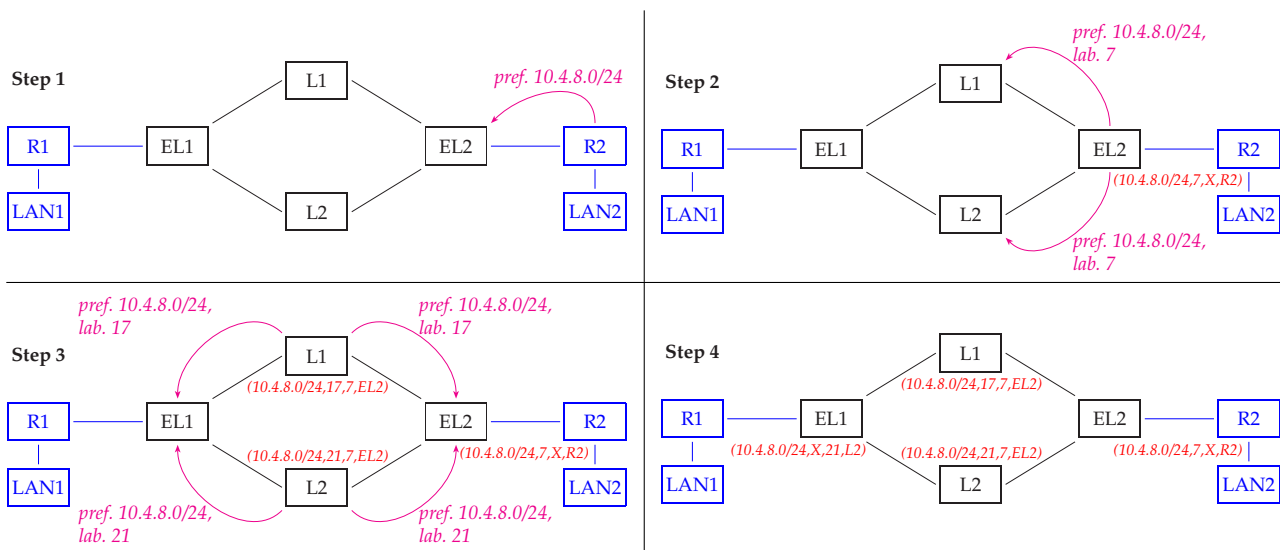 Step 1
pref. 10.4.8.0/24
L1
R1
EL1
EL2
R2
LAN1
L2
LAN2
Step 2
pref. 10.4.8.0/24,
lab. 7
L1
R1
EL1
EL2
R2
(10.4.8.0/24,7,X,R2)
LAN1
L2
LAN2
pref. 10.4.8.0/24,
lab. 7
Step 3
pref. 10.4.8.0/24,
lab. 17
pref. 10.4.8.0/24,
lab. 17
L1
(10.4.8.0/24,17,7,EL2)
R1
EL1
EL2
R2
(10.4.8.0/24,21,7,EL2)
(10.4.8.0/24,7,X,R2)
LAN1
L2
LAN2
pref. 10.4.8.0/24,
lab. 21
pref. 10.4.8.0/24,
lab. 21
Step 4
L1
(10.4.8.0/24,17,7,EL2)
R1
EL1
EL2
R2
(10.4.8.0/24,X,21,L2)
(10.4.8.0/24,21,7,EL2)
(10.4.8.0/24,7,X,R2)
LAN1
L2
LAN2